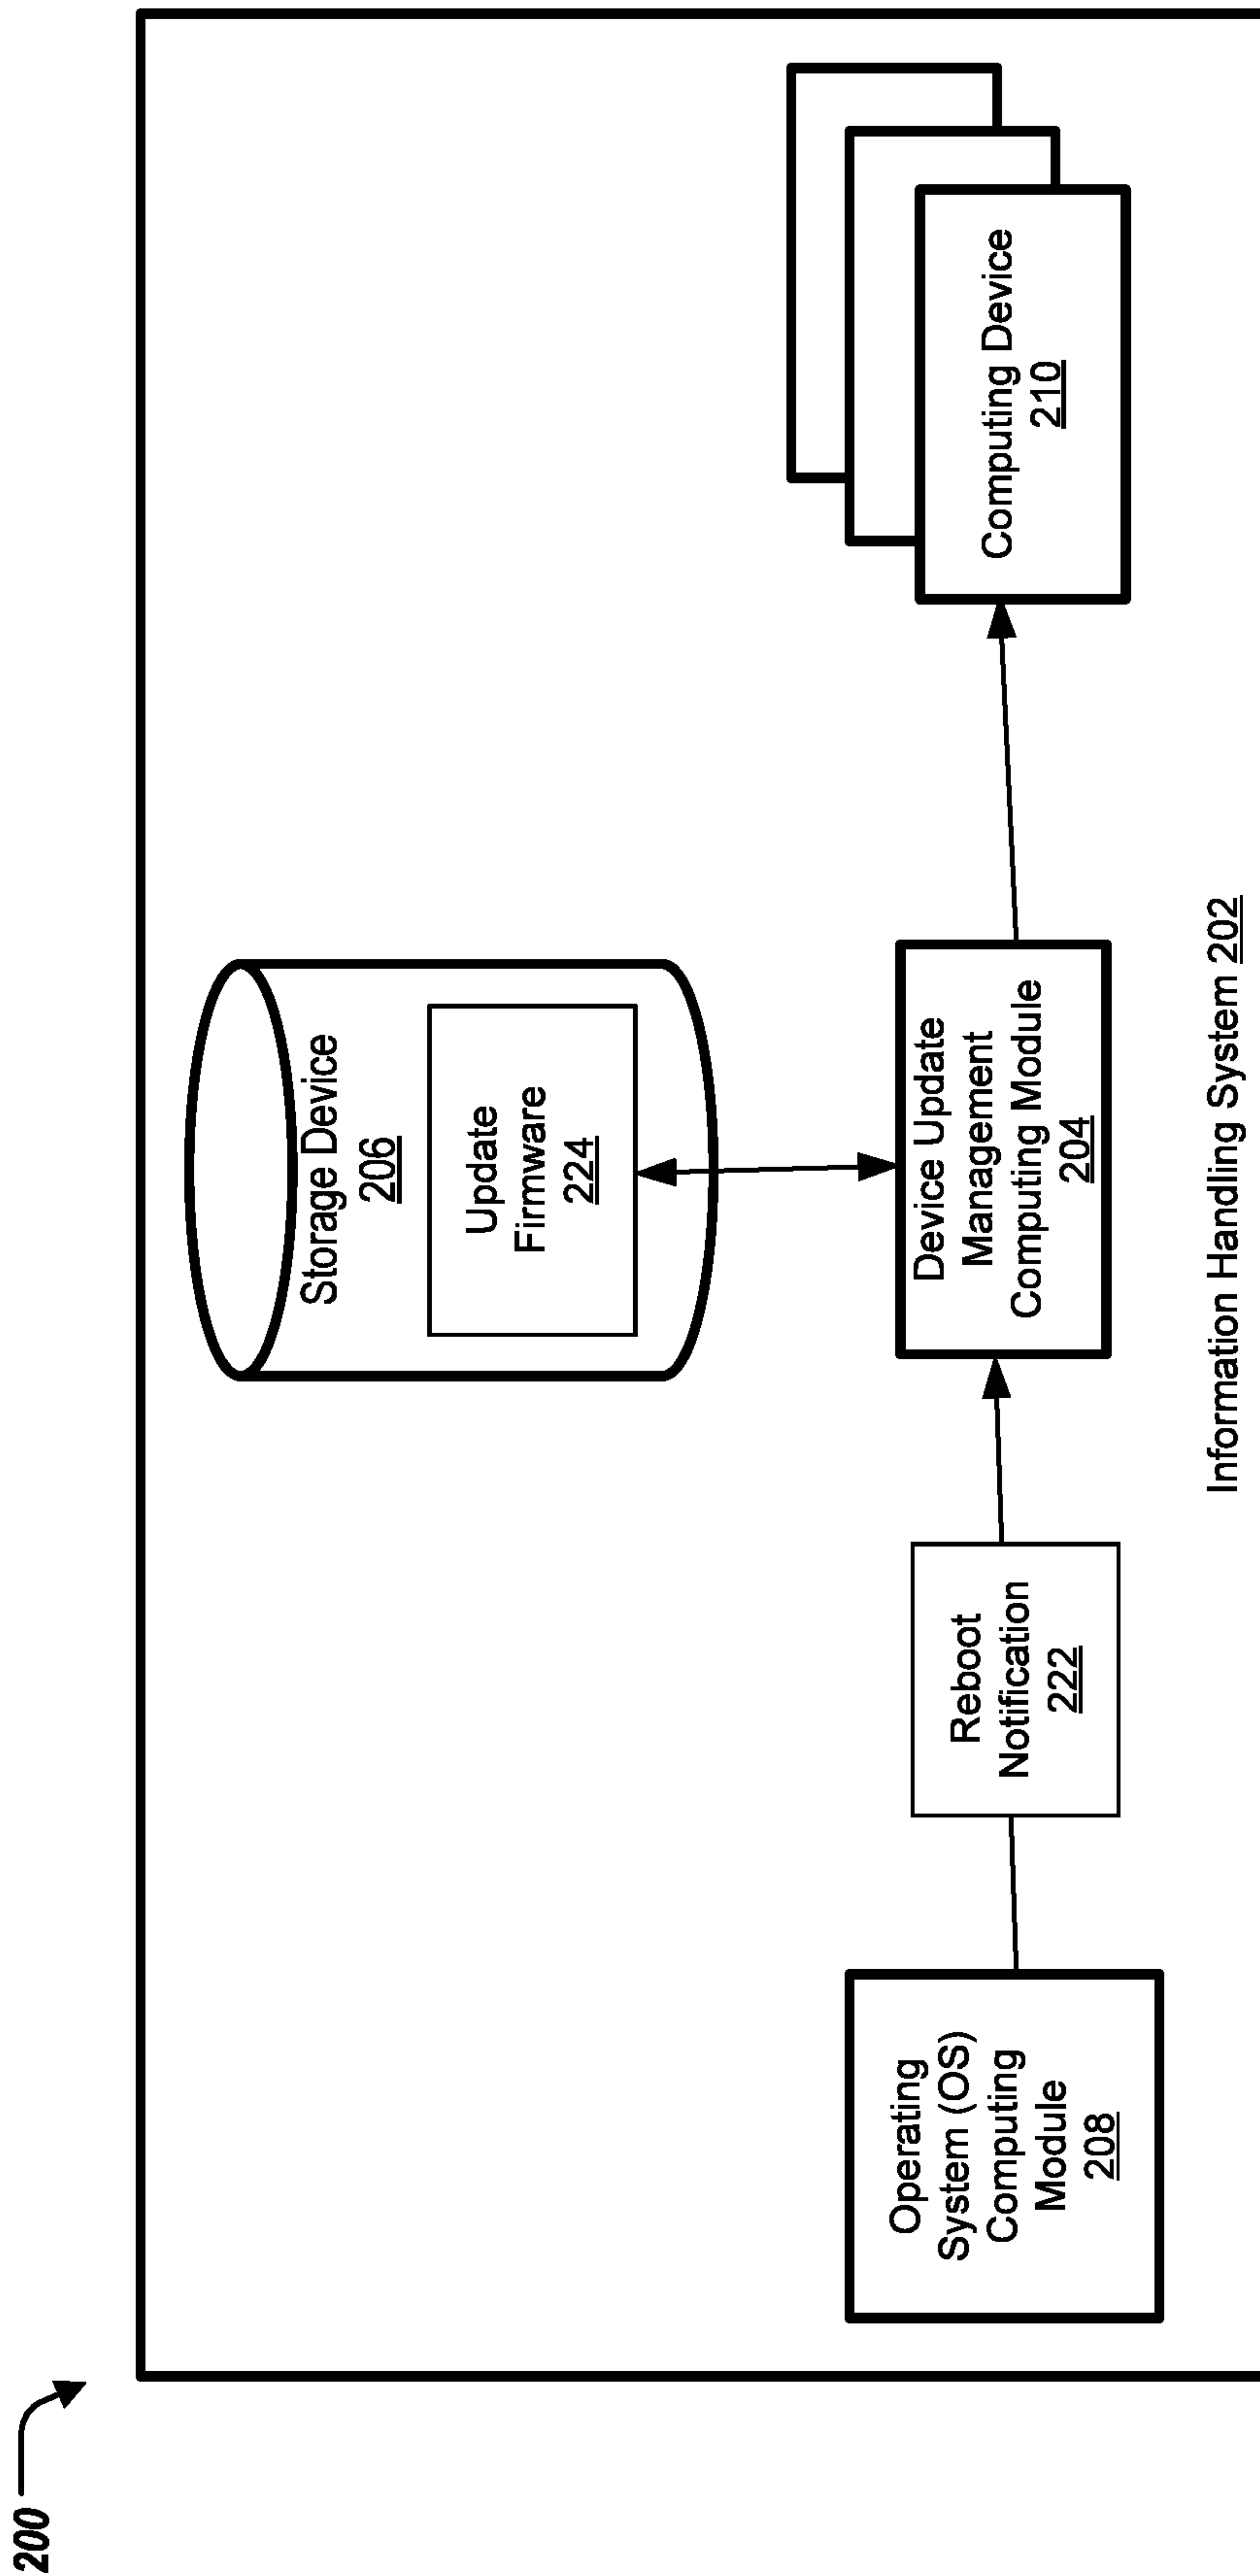 200
Storage Device
206
Update
Firmware
224
Operating
System (OS)
Computing
Module
208
Reboot
Notification
222
Device Update
Management
Computing Module
204
Computing Device
210
Information Handling System 202